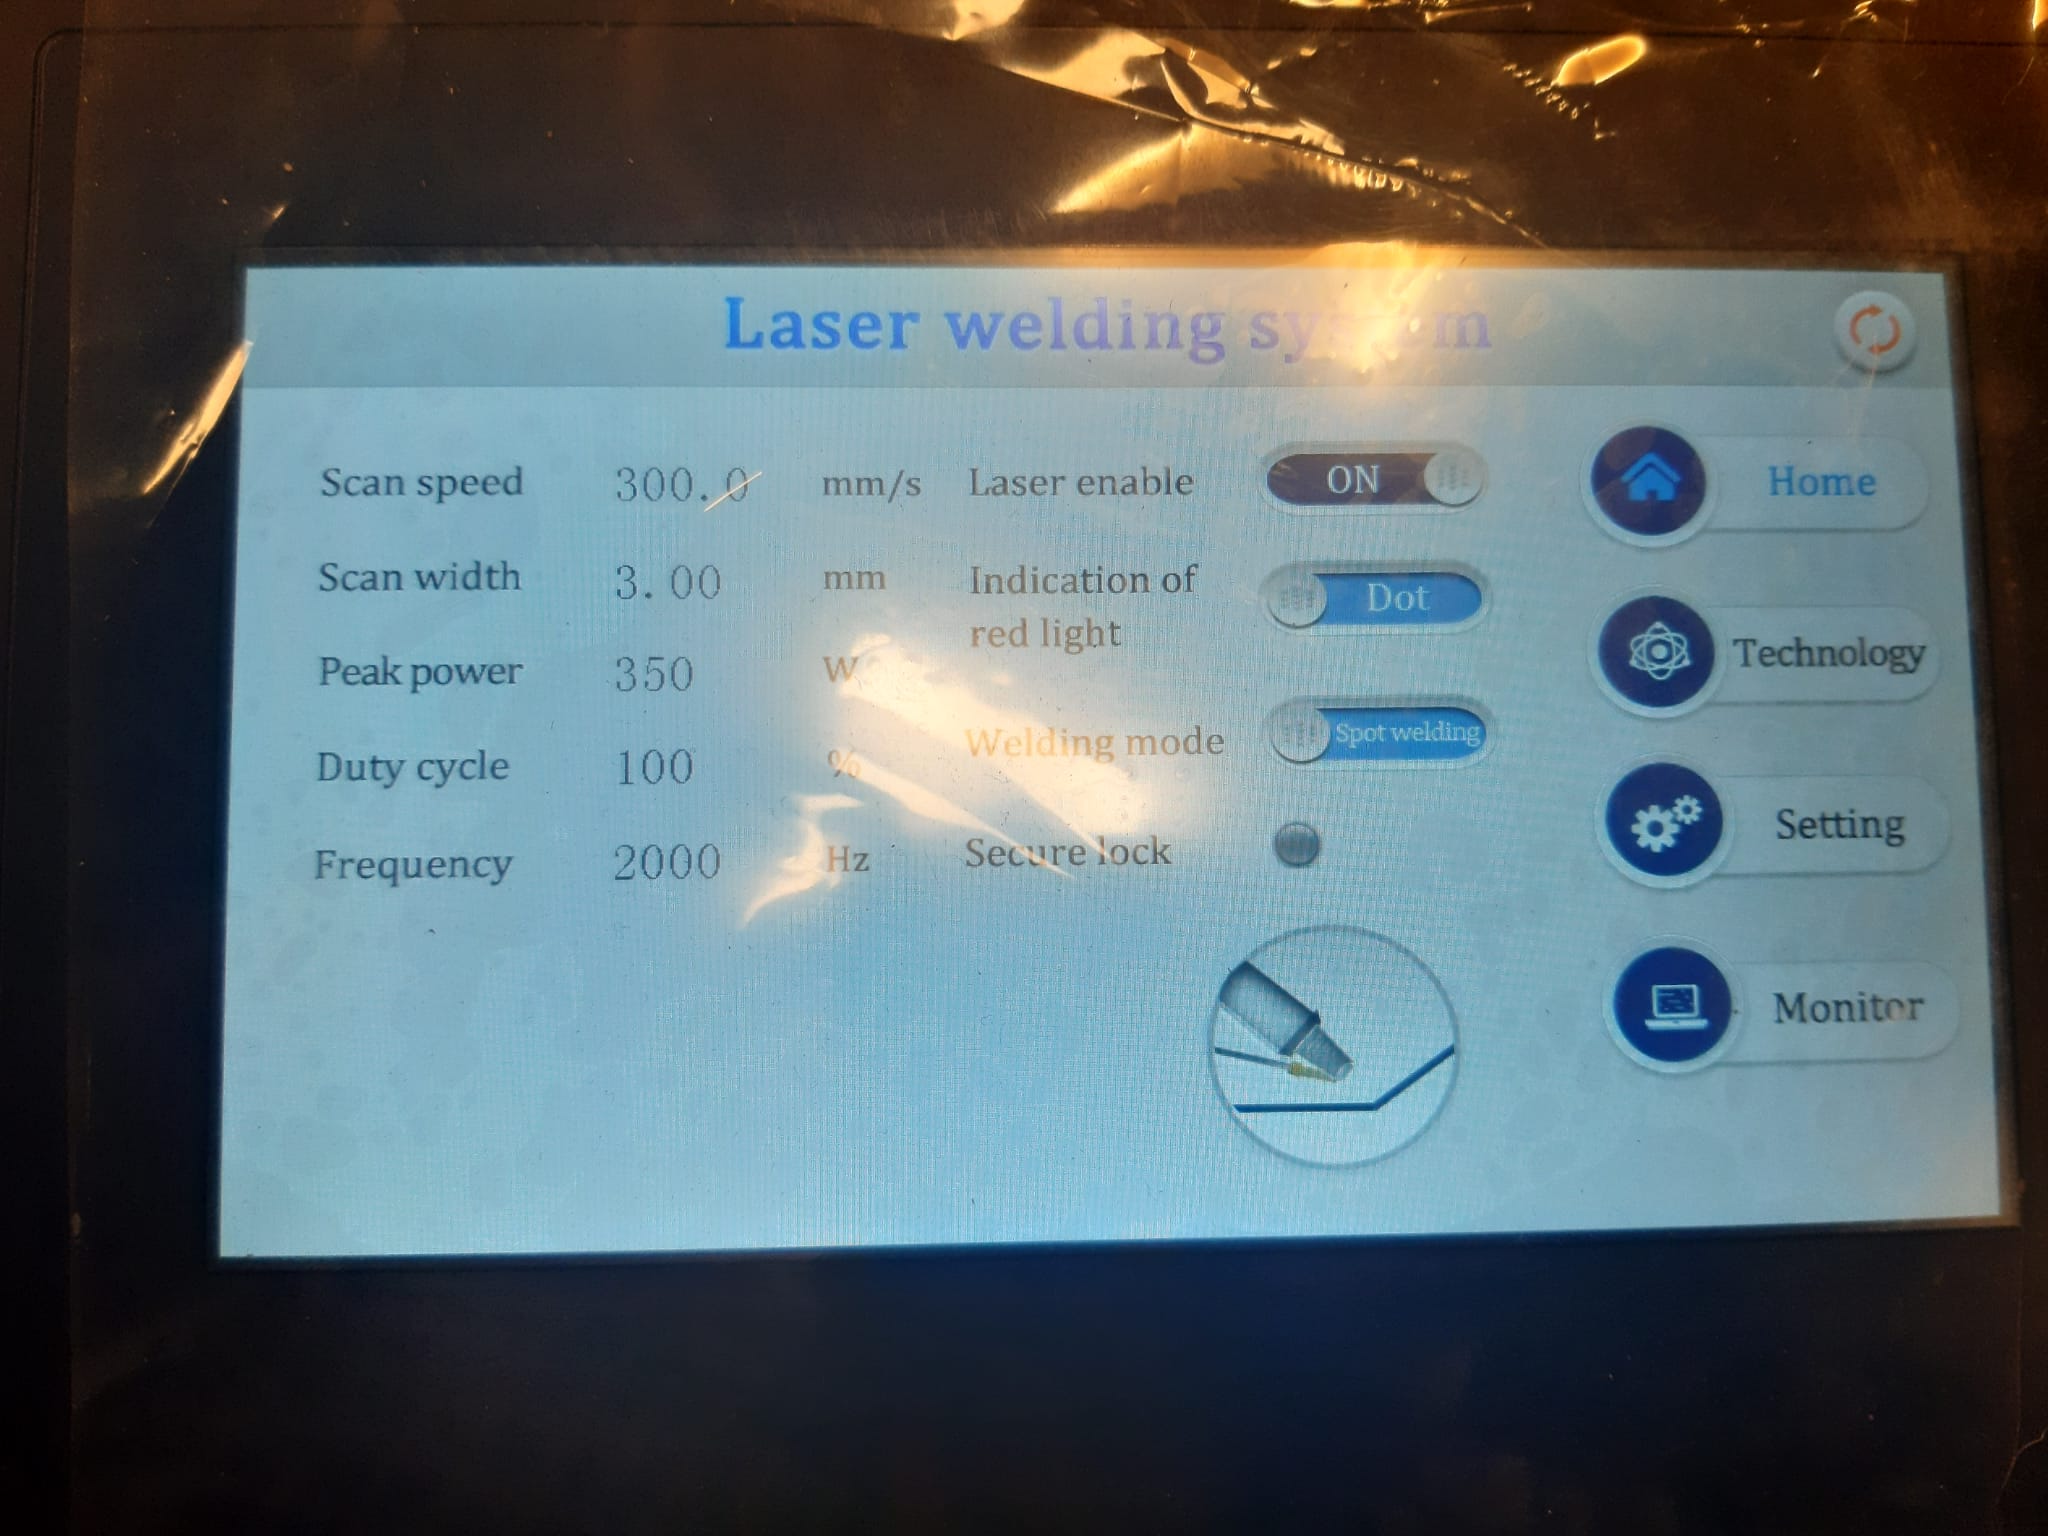 Laser welding system
Scan speed 300.0 mm/s
Scan width 3.00 mm
Peak power 350 W
Duty cycle 100 %
Frequency 2000 Hz
Laser enable ON
Indication of
red light Dot
Welding mode Spot welding
Secure lock
Home
Technology
Setting
Monitor